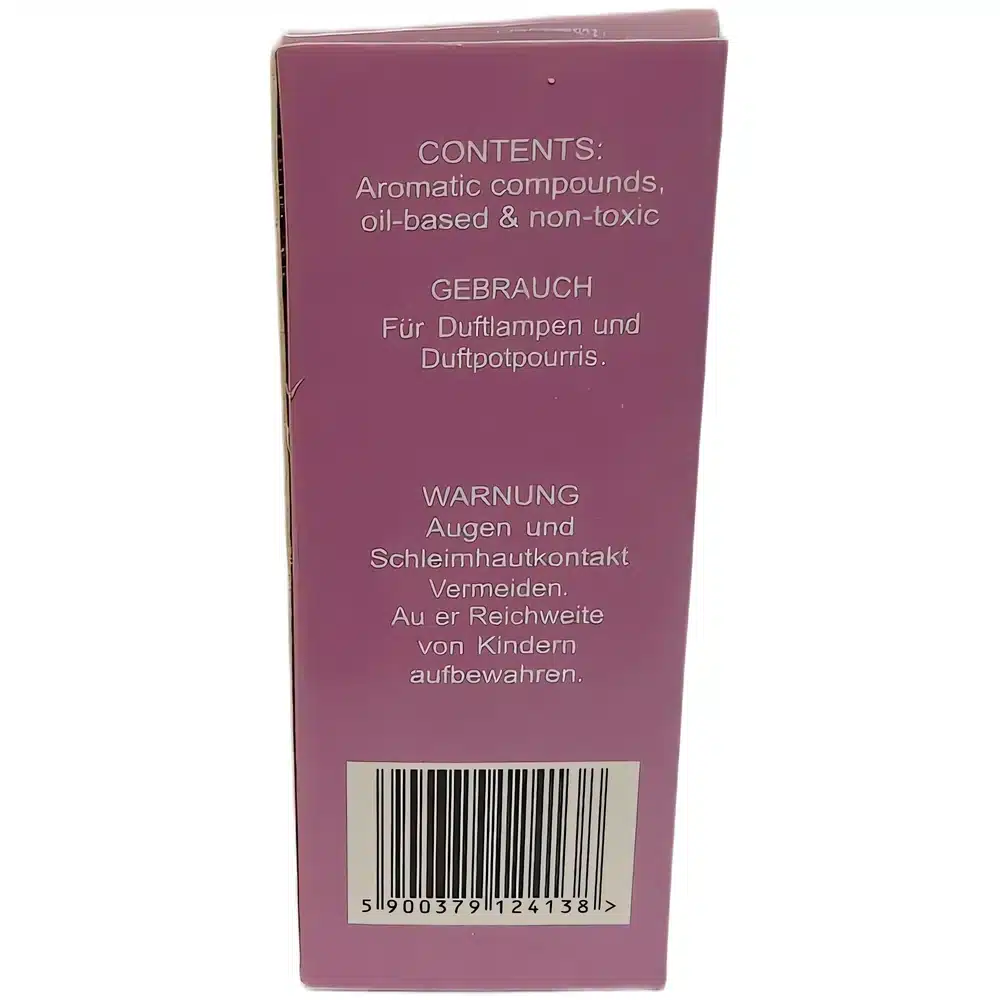 CONTENTS:
Aromatic compounds,
oil-based & non-toxic
GEBRAUCH
Für Duftlampen und
Duftpotpourris.
WARNUNG
Augen und
Schleimhautkontakt
Vermeiden.
Au er Reichweite
von Kindern
aufbewahren.
5 900379 124138 >